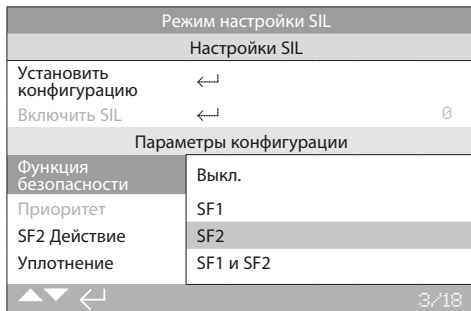 Режим настройки SIL
Настройки SIL
Установить
конфигурацию
Включить SIL 0
Параметры конфигурации
Функция
безопасности
Выкл.
Приоритет SF1
SF2 Действие SF2
Уплотнение SF1 и SF2
3/18